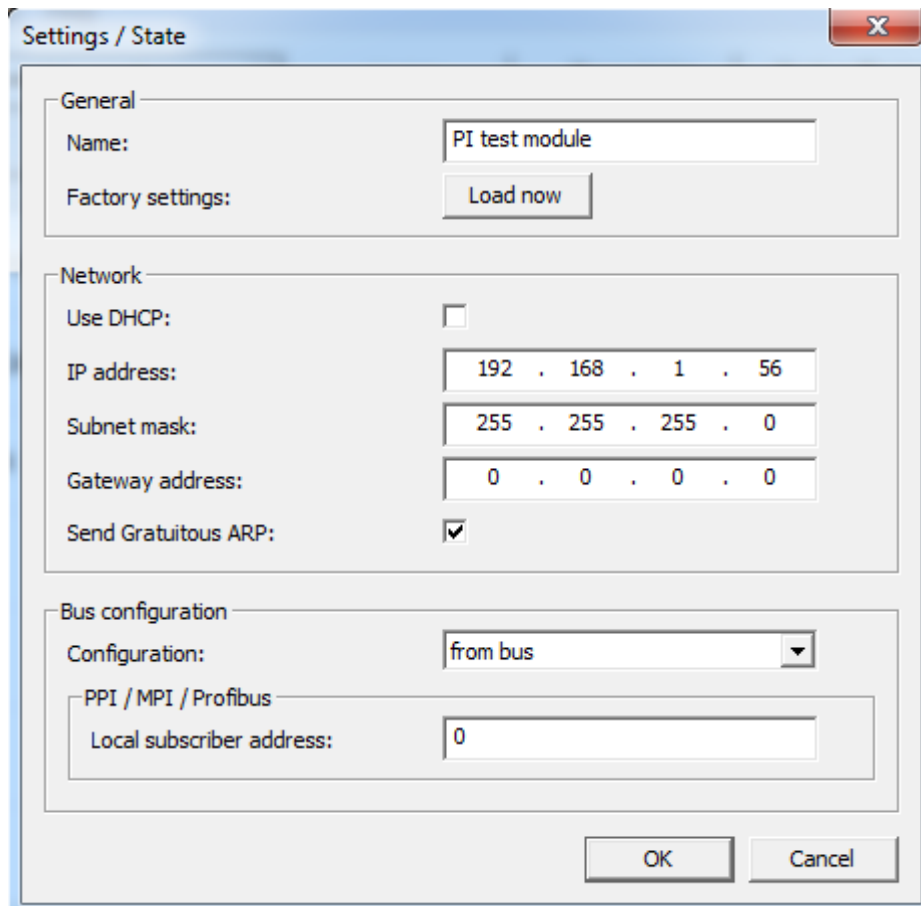 Settings / State
General
Name: PI test module
Factory settings: Load now
Network
Use DHCP:
IP address: 192 . 168 . 1 . 56
Subnet mask: 255 . 255 . 255 . 0
Gateway address: 0 . 0 . 0 . 0
Send Gratuitous ARP:
Bus configuration
Configuration: from bus
PPI / MPI / Profibus
Local subscriber address: 0
OK Cancel